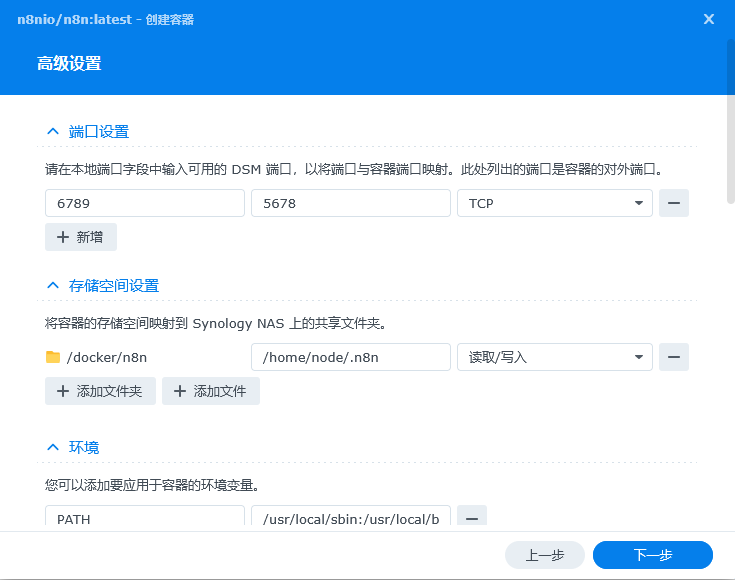 n8nio/n8n:latest - 创建容器
高级设置
端口设置
请在本地端口字段中输入可用的 DSM 端口，以将端口与容器端口映射。此处列出的端口是容器的对外端口。
6789 5678 TCP
新增
存储空间设置
将容器的存储空间映射到 Synology NAS 上的共享文件夹。
/docker/n8n /home/node/.n8n 读取/写入
添加文件夹 添加文件
环境
您可以添加要应用于容器的环境变量。
PATH /usr/local/sbin:/usr/local/b
上一步 下一步